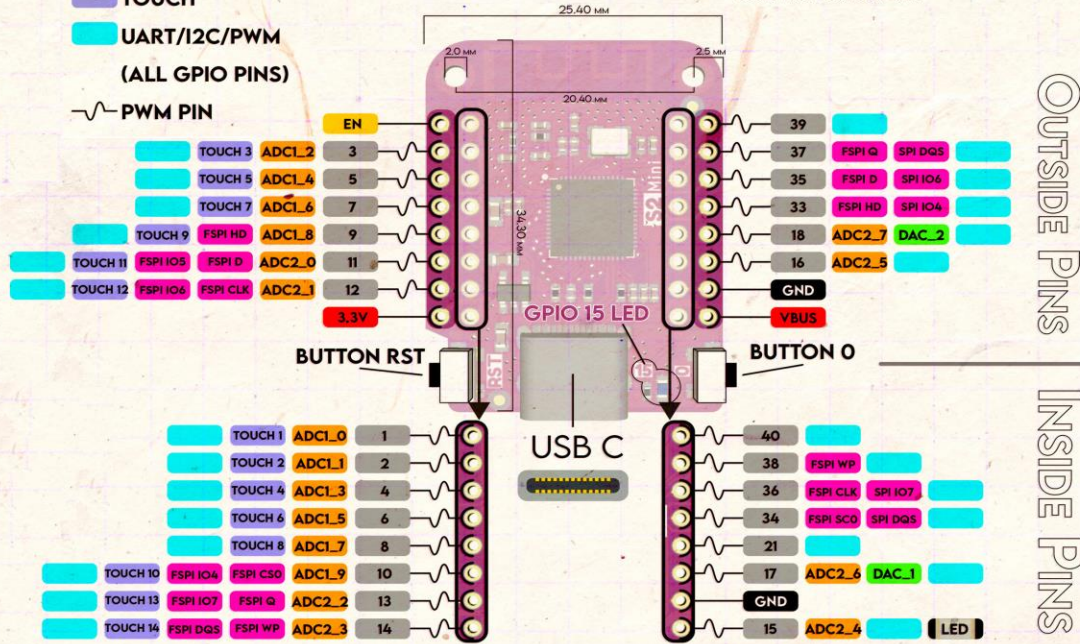 TOUCH
UART/I2C/PWM
(ALL GPIO PINS)
PWM PIN
25.40 мм
2.0 мм
2.5 мм
20.40 мм
34.30 мм
S2 Mini
EN
TOUCH 3 ADC1_2 3
TOUCH 5 ADC1_4 5
TOUCH 7 ADC1_6 7
TOUCH 9 FSPI HD ADC1_8 9
TOUCH 11 FSPI IO5 FSPI D ADC2_0 11
TOUCH 12 FSPI IO6 FSPI CLK ADC2_1 12
3,3V
39
37 FSPI Q SPI DQS
35 FSPI D SPI IO6
33 FSPI HD SPI IO4
18 ADC2_7 DAC_2
16 ADC2_5
GND
VBUS
OUTSIDE PINS
GPIO 15 LED
BUTTON RST
RST
15
0
BUTTON 0
USB C
TOUCH 1 ADC1_0 1
TOUCH 2 ADC1_1 2
TOUCH 4 ADC1_3 4
TOUCH 6 ADC1_5 6
TOUCH 8 ADC1_7 8
TOUCH 10 FSPI IO4 FSPI CS0 ADC1_9 10
TOUCH 13 FSPI IO7 FSPI Q ADC2_2 13
TOUCH 14 FSPI DQS FSPI WP ADC2_3 14
40
38 FSPI WP
36 FSPI CLK SPI IO7
34 FSPI SC0 SPI DQS
21
17 ADC2_6 DAC_1
GND
15 ADC2_4 LED
INSIDE PINS